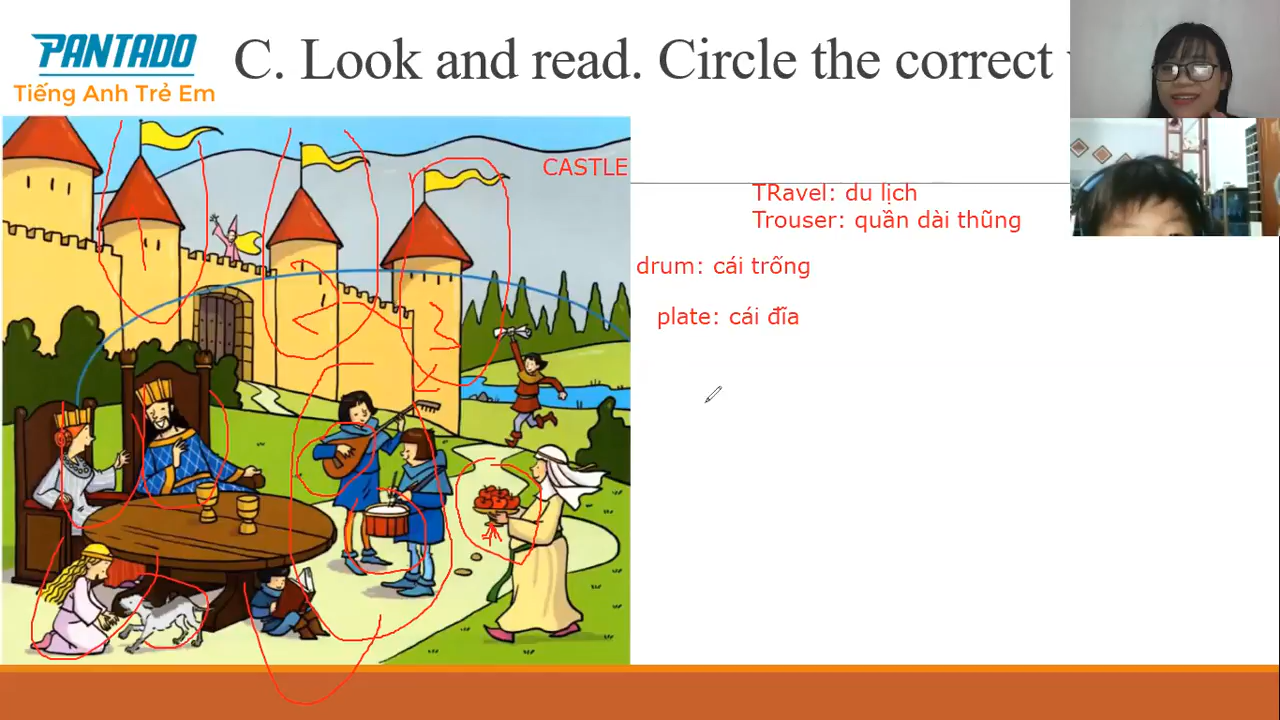 PANTADO
Tiếng Anh Trẻ Em
C. Look and read. Circle the correct
CASTLE
TRavel: du lịch
Trouser: quần dài thũng
drum: cái trống
plate: cái đĩa